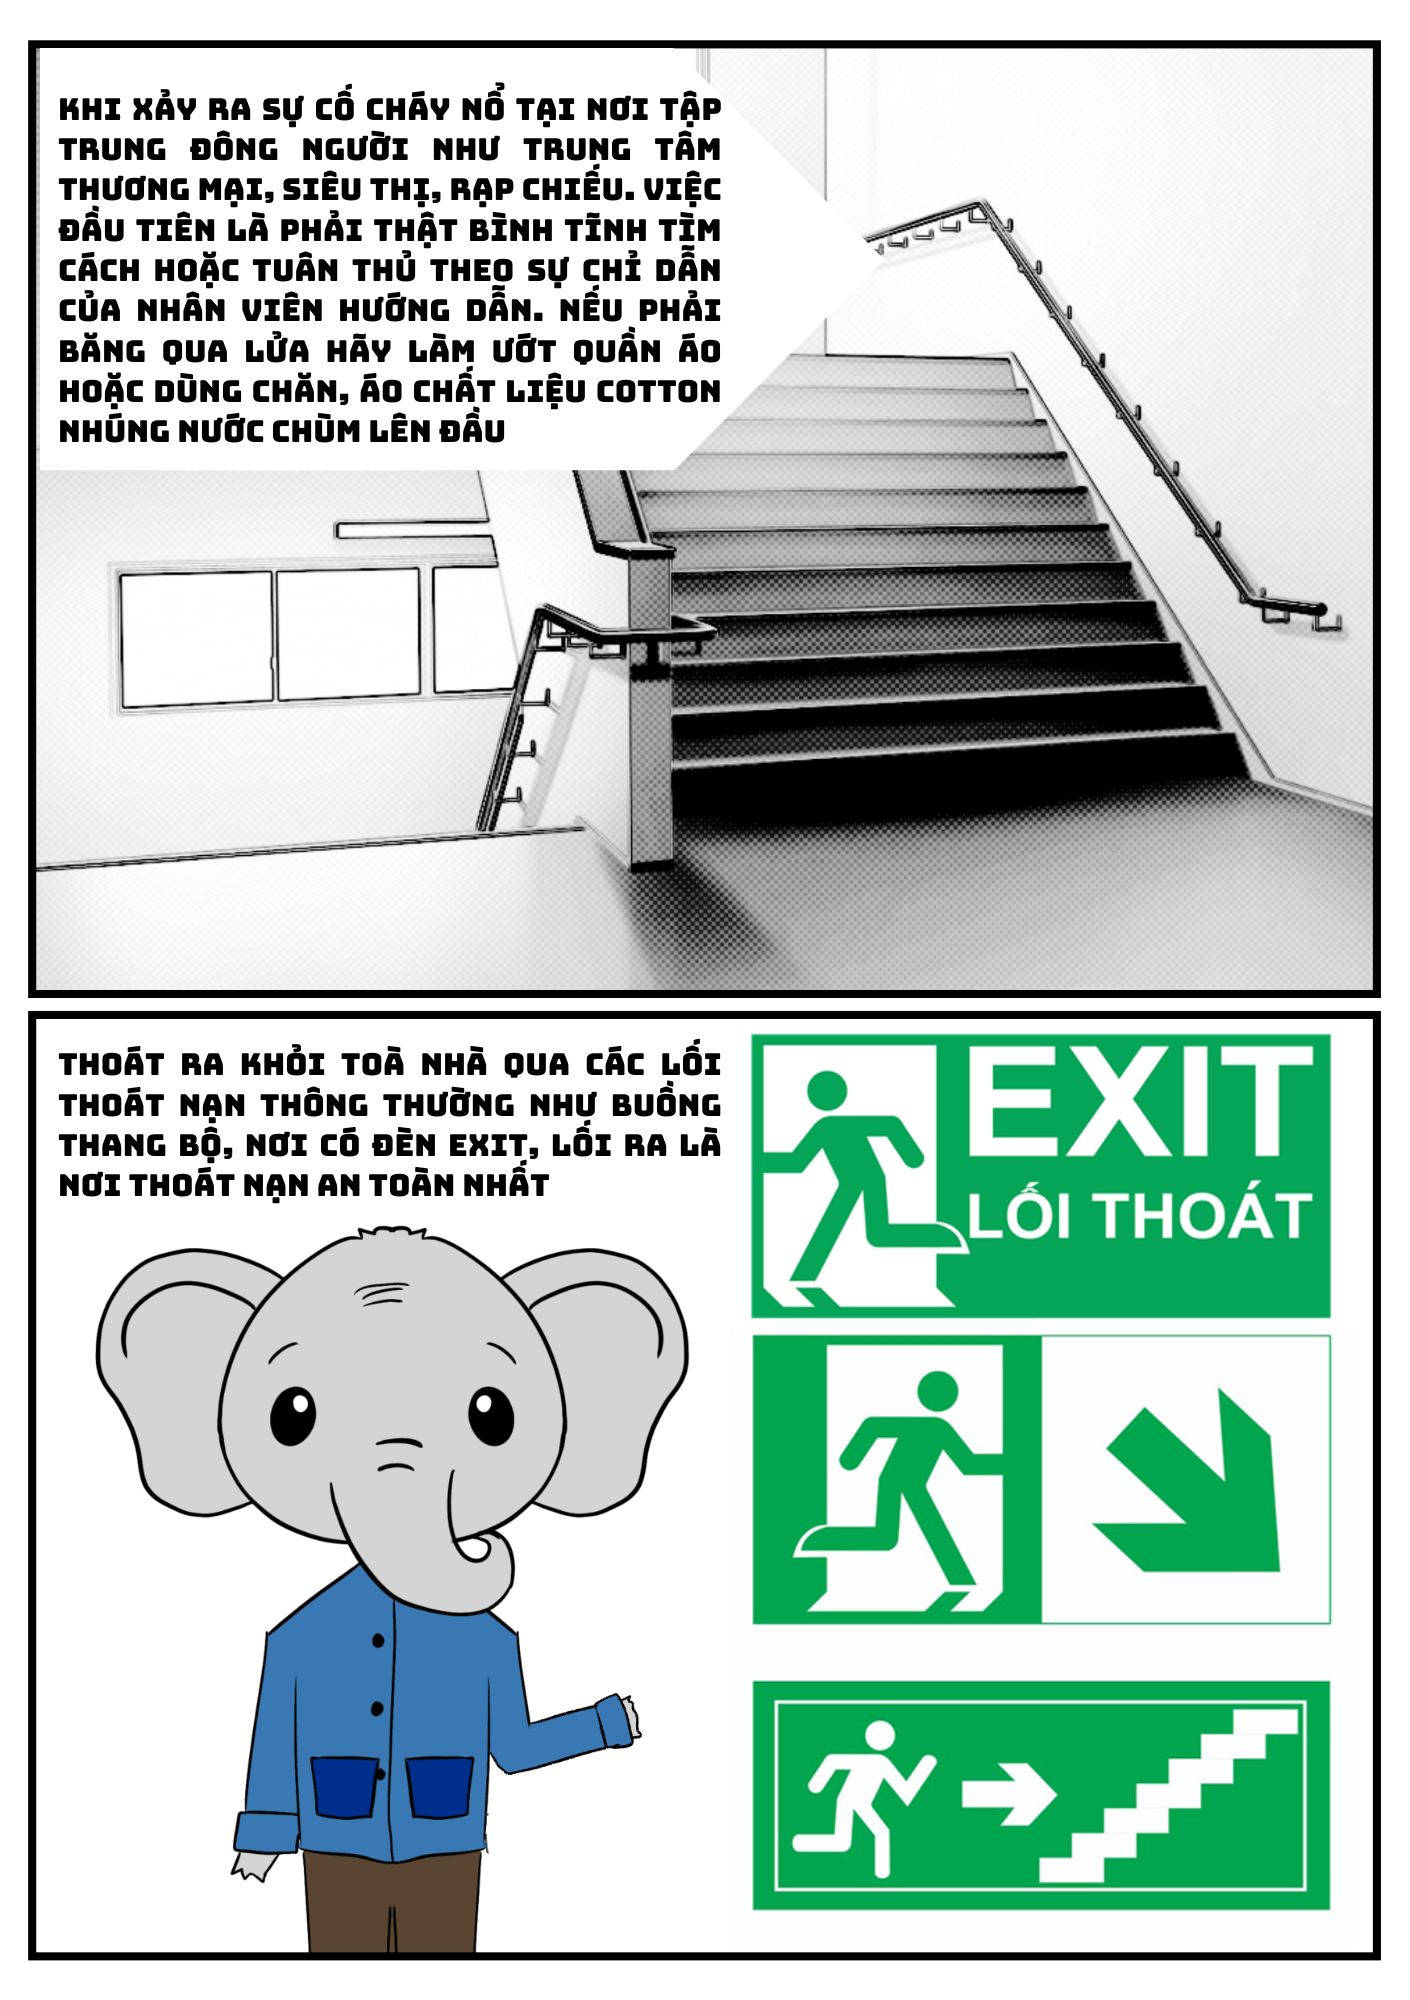 KHI XẢY RA SỰ CỐ CHÁY NỔ TẠI NƠI TẬP
TRUNG ĐÔNG NGƯỜI NHƯ TRUNG TÂM
THƯƠNG MẠI, SIÊU THỊ, RẠP CHIẾU. VIỆC
ĐẦU TIÊN LÀ PHẢI THẬT BÌNH TĨNH TÌM
CÁCH HOẶC TUÂN THỦ THEO SỰ CHỈ DẪN
CỦA NHÂN VIÊN HƯỚNG DẪN. NẾU PHẢI
BĂNG QUA LỬA HÃY LÀM ƯỚT QUẦN ÁO
HOẶC DÙNG CHĂN, ÁO CHẤT LIỆU COTTON
NHÚNG NƯỚC CHÙM LÊN ĐẦU
THOÁT RA KHỎI TOÀ NHÀ QUA CÁC LỐI
THOÁT NẠN THÔNG THƯỜNG NHƯ BUỒNG
THANG BỘ, NƠI CÓ ĐÈN EXIT, LỐI RA LÀ
NƠI THOÁT NẠN AN TOÀN NHẤT
EXIT
LỐI THOÁT